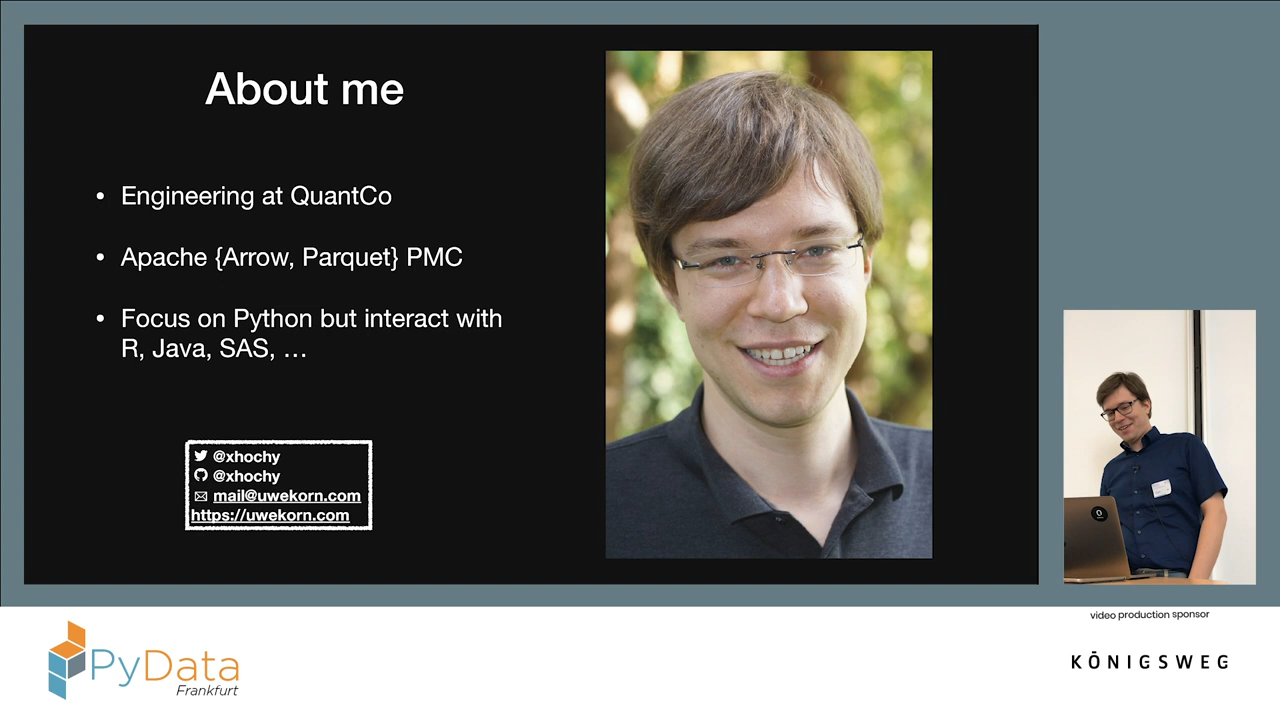 About me
• Engineering at QuantCo
• Apache {Arrow, Parquet} PMC
• Focus on Python but interact with
R, Java, SAS, …
@xhochy
@xhochy
mail@uwekorn.com
https://uwekorn.com
video production sponsor
KÖNIGSWEG
PyData
Frankfurt